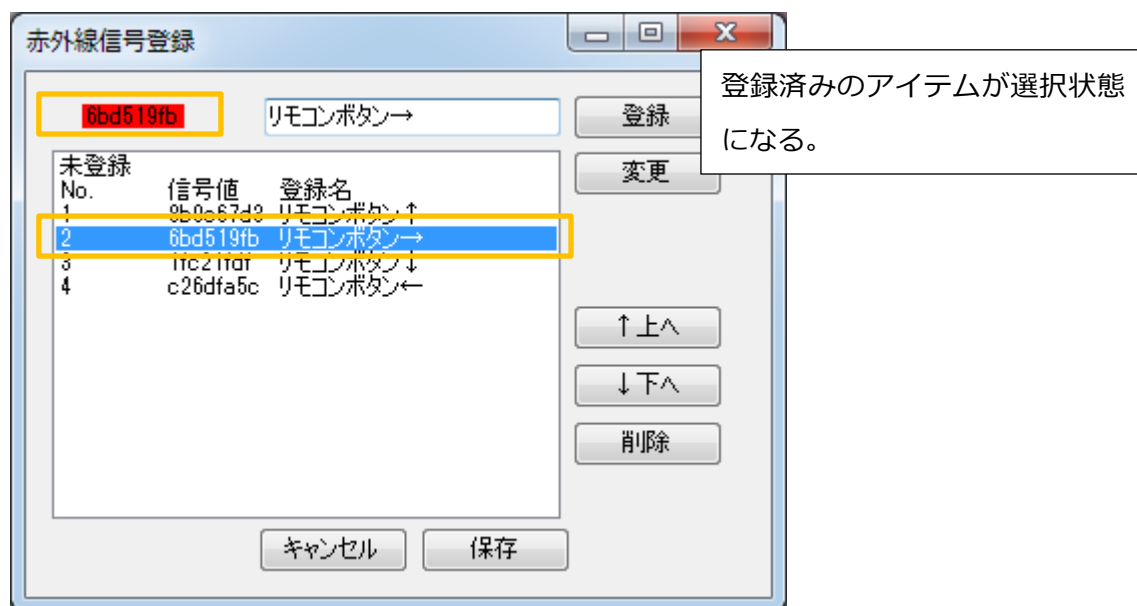 赤外線信号登録
登録済みのアイテムが選択状態
になる。
6bd519fb リモコンボタン→ 登録
変更
未登録
No. 信号値 登録名
1 リモコンボタン↑
2 6bd519fb リモコンボタン→
3 1fc21fdf リモコンボタン↓
4 c26dfa5c リモコンボタン←
↑上へ
↓下へ
削除
キャンセル 保存